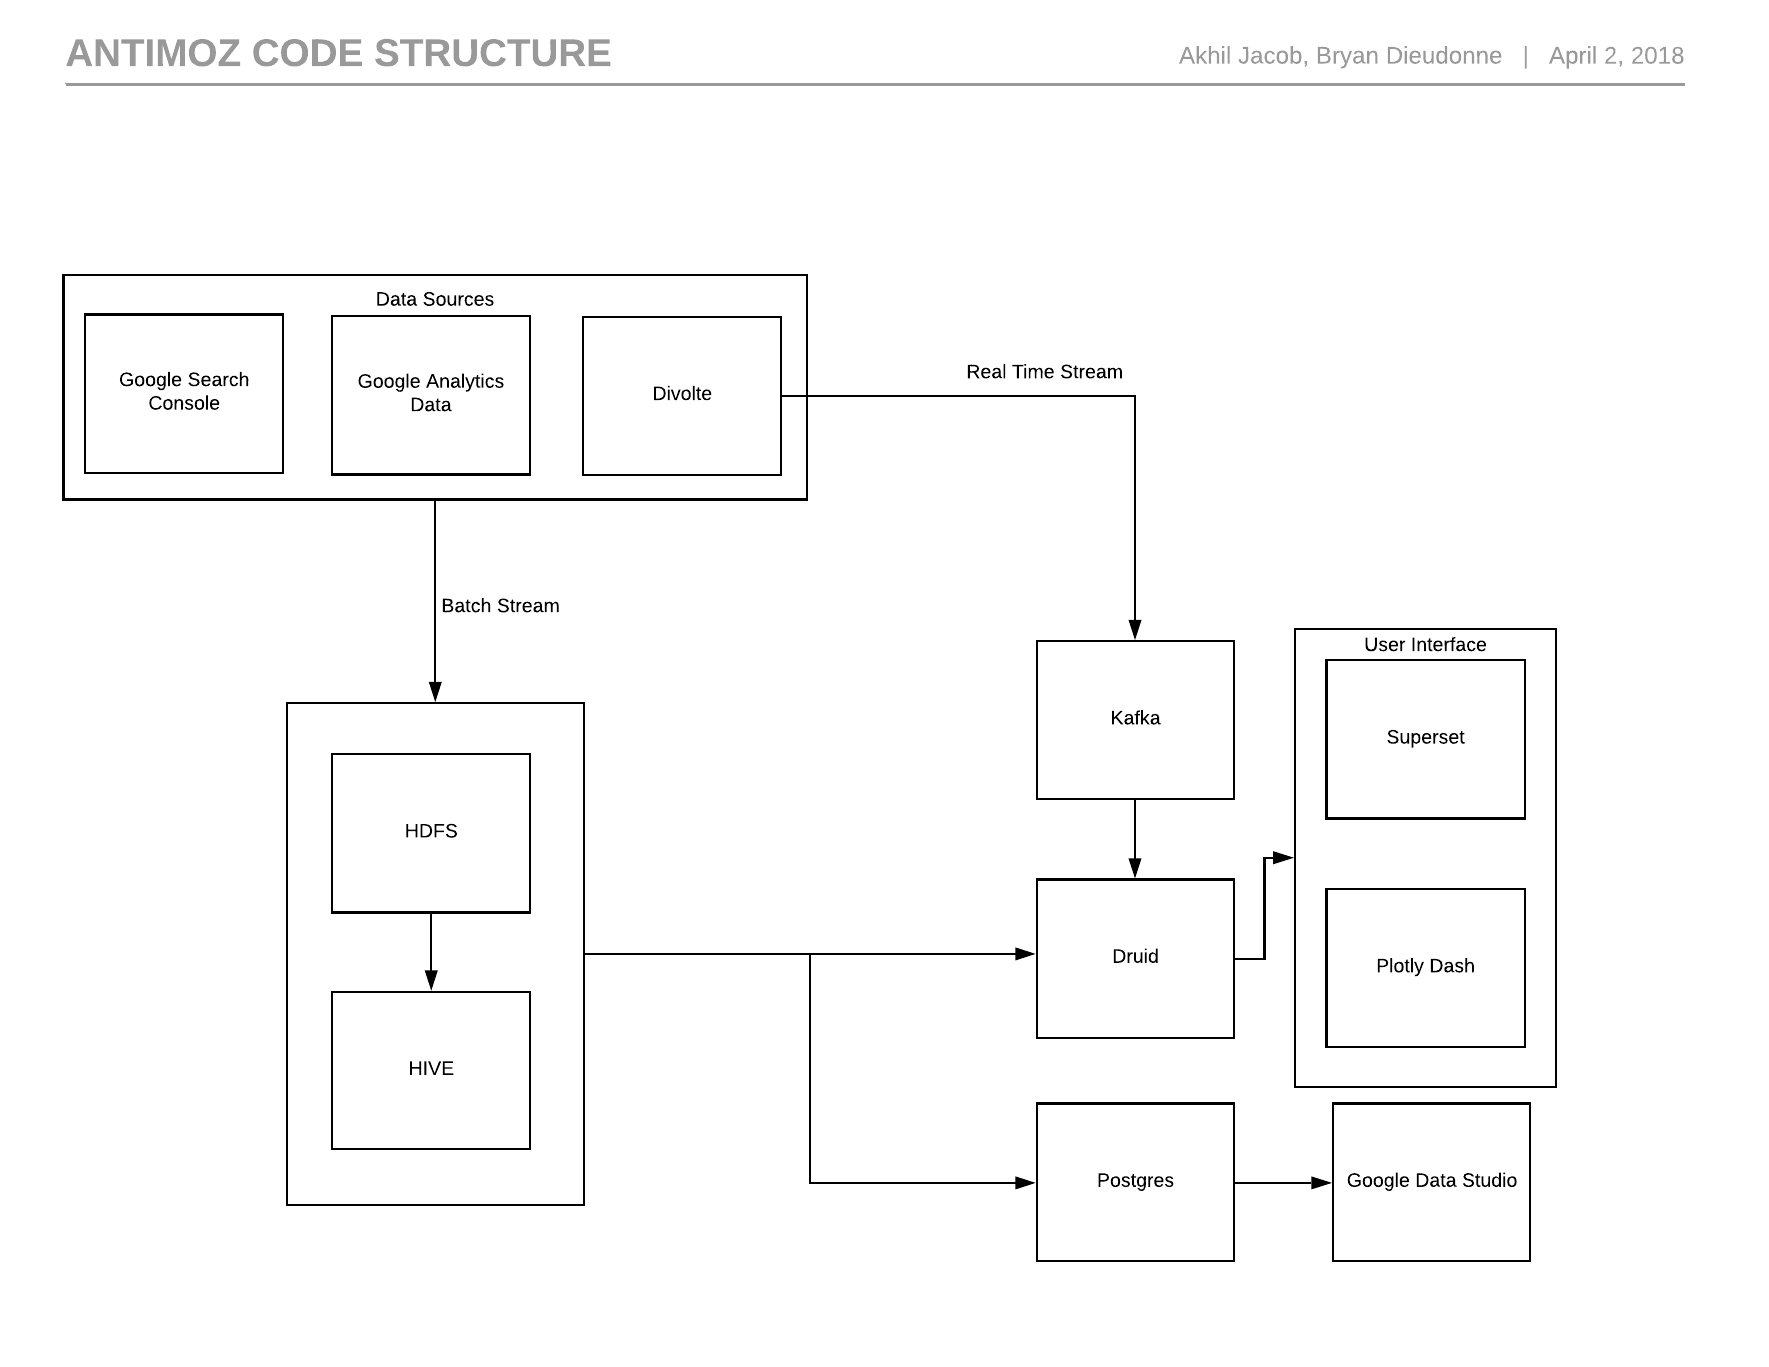 ANTIMOZ CODE STRUCTURE
Akhil Jacob, Bryan Dieudonne | April 2, 2018
Data Sources
Google Search
Console
Google Analytics
Data
Divolte
Real Time Stream
Batch Stream
User Interface
Kafka
Superset
HDFS
Druid
Plotly Dash
HIVE
Postgres
Google Data Studio